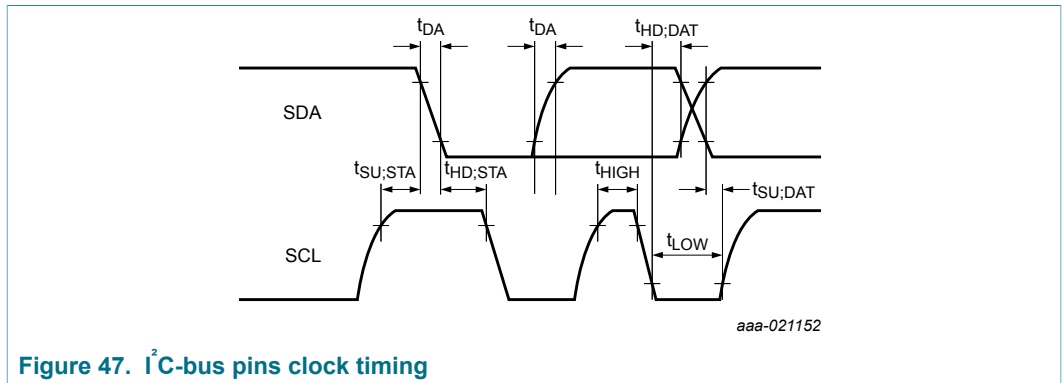 tDA tDA tHD;DAT
SDA
tSU;STA tHD;STA tHIGH tSU;DAT
tLOW
SCL
aaa-021152
Figure 47. I²C-bus pins clock timing